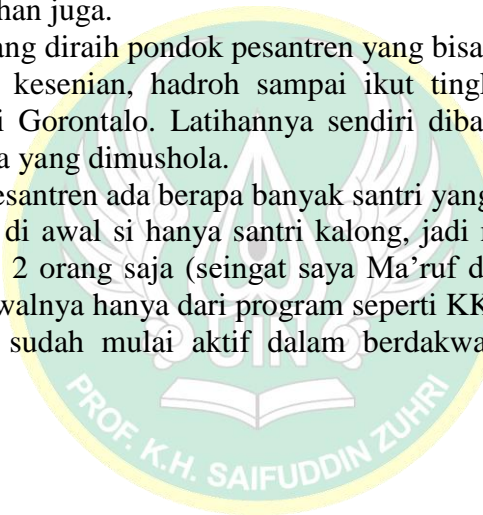 han juga.
ang diraih pondok pesantren yang bisa
kesenian, hadroh sampai ikut tingl
i Gorontalo. Latihannya sendiri diba
a yang dimushola.
esantren ada berapa banyak santri yang
di awal si hanya santri kalong, jadi
2 orang saja (seingat saya Ma’ruf d
walnya hanya dari program seperti KK
sudah mulai aktif dalam berdakwa
UIN
PROF. K.H. SAIFUDDIN ZUHRI